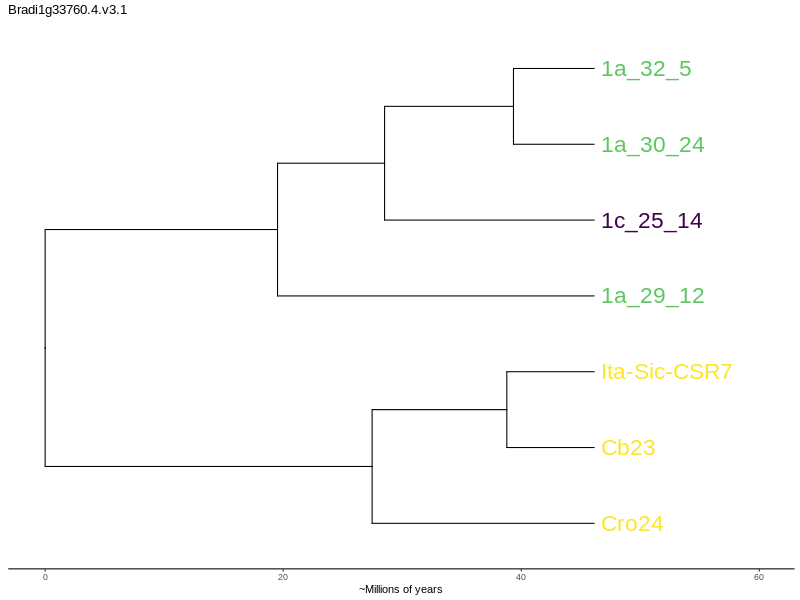 Bradi1g33760.4.v3.1
1a_32_5
1a_30_24
1c_25_14
1a_29_12
Ita-Sic-CSR7
Cb23
Cro24
0 20 40 60
~Millions of years